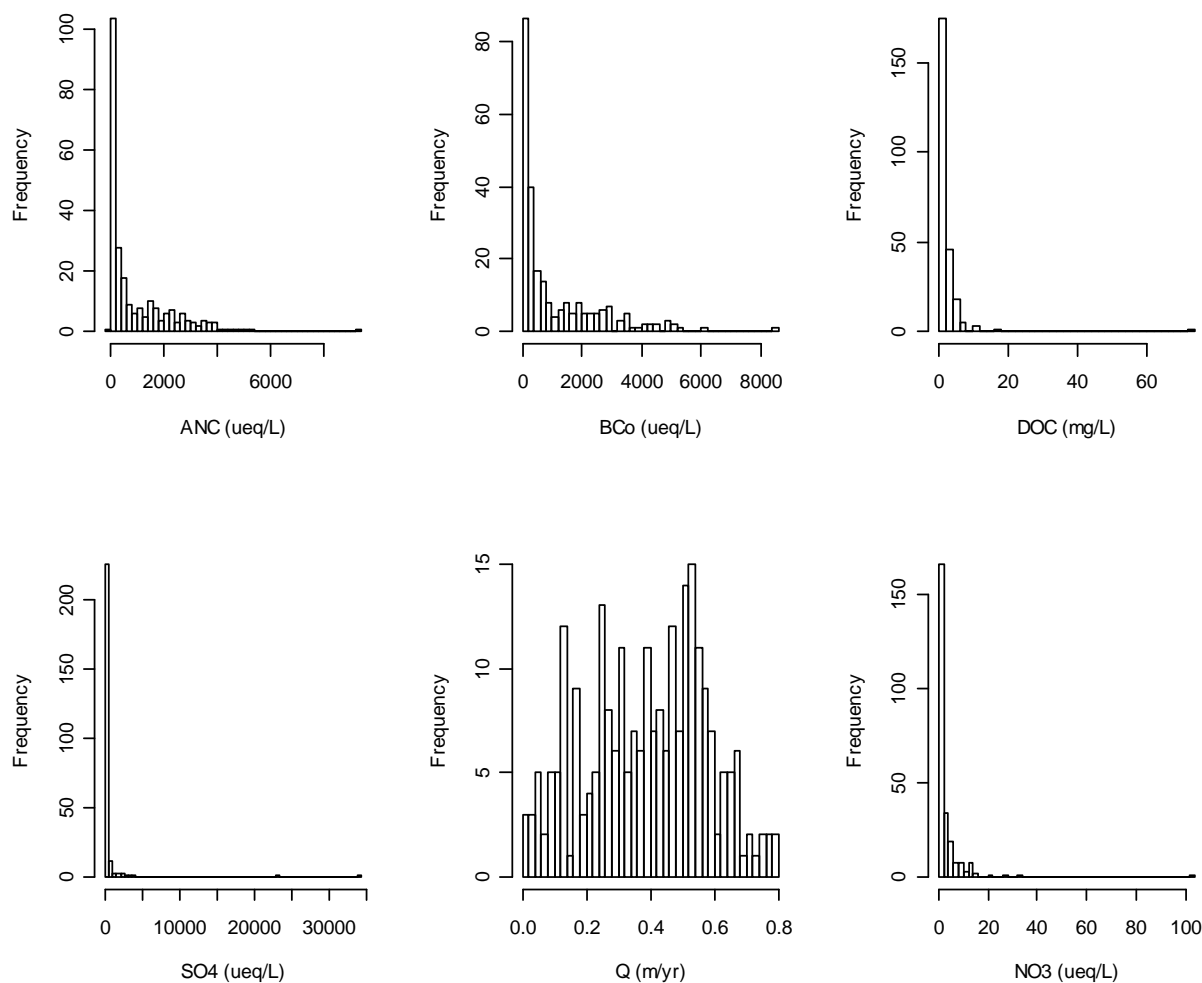 Frequency
0 20 40 60 80 100
0 2000 6000
ANC (ueq/L)
Frequency
0 20 40 60 80
0 2000 4000 6000 8000
BCo (ueq/L)
Frequency
0 50 100 150
0 20 40 60
DOC (mg/L)
Frequency
0 50 100 150 200
0 10000 20000 30000
SO4 (ueq/L)
Frequency
0 5 10 15
0.0 0.2 0.4 0.6 0.8
Q (m/yr)
Frequency
0 50 100 150
0 20 40 60 80 100
NO3 (ueq/L)